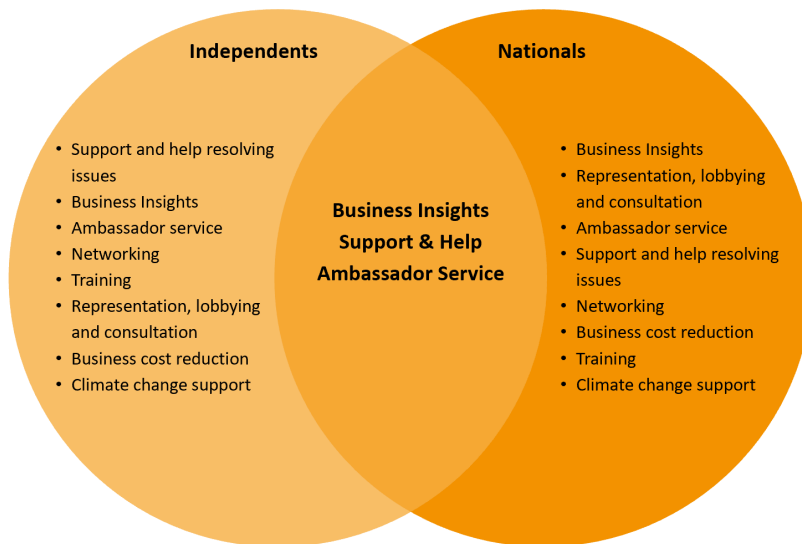 Independents
• Support and help resolving
issues
• Business Insights
• Ambassador service
• Networking
• Training
• Representation, lobbying
and consultation
• Business cost reduction
• Climate change support
Business Insights
Support & Help
Ambassador Service
Nationals
• Business Insights
• Representation, lobbying
and consultation
• Ambassador service
• Support and help resolving
issues
• Networking
• Business cost reduction
• Training
• Climate change support